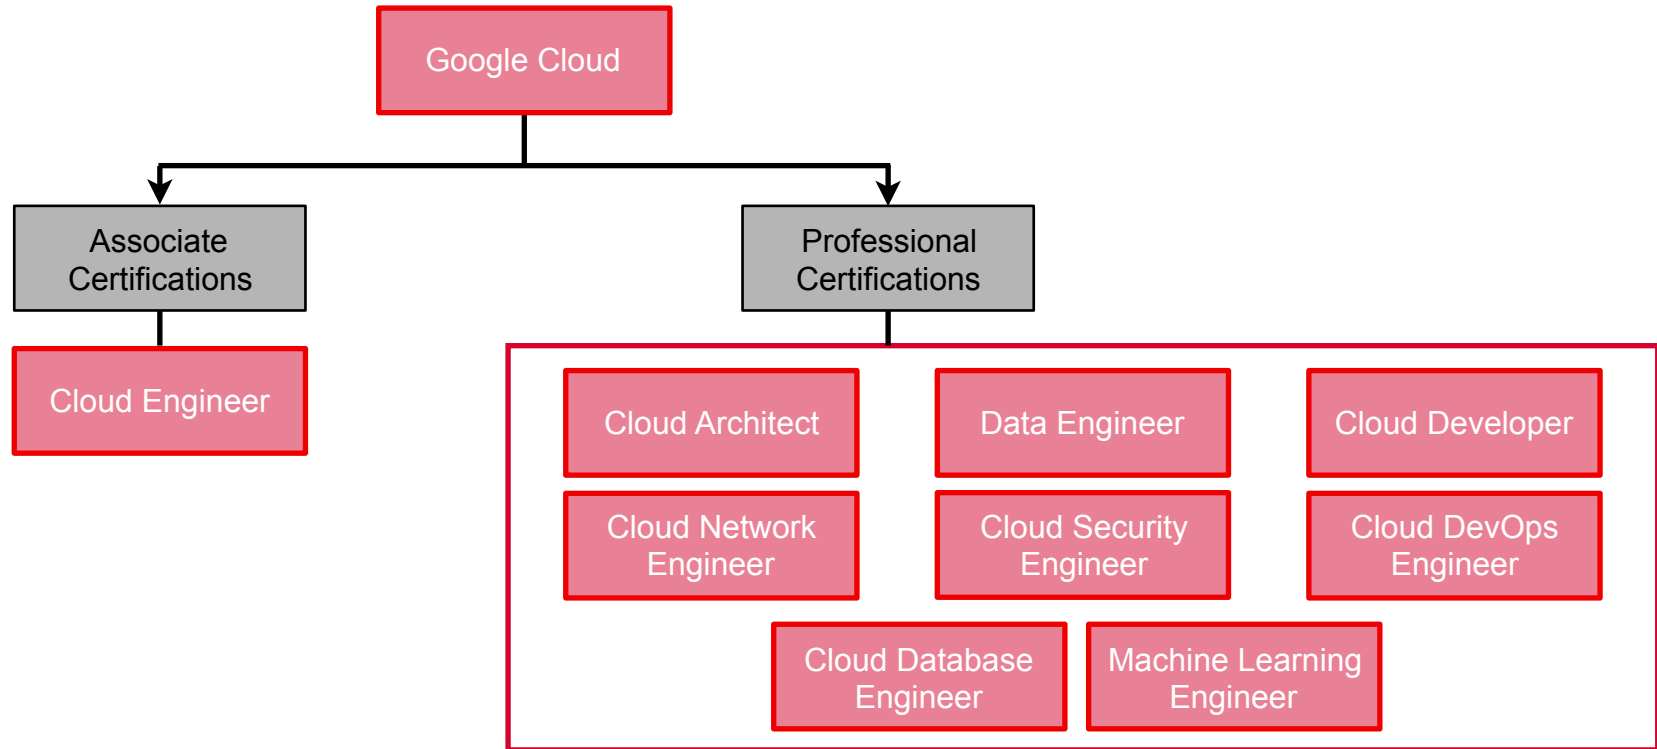 Google Cloud
Associate
Certifications
Professional
Certifications
Cloud Engineer
Cloud Architect
Data Engineer
Cloud Developer
Cloud Network
Engineer
Cloud Security
Engineer
Cloud DevOps
Engineer
Cloud Database
Engineer
Machine Learning
Engineer